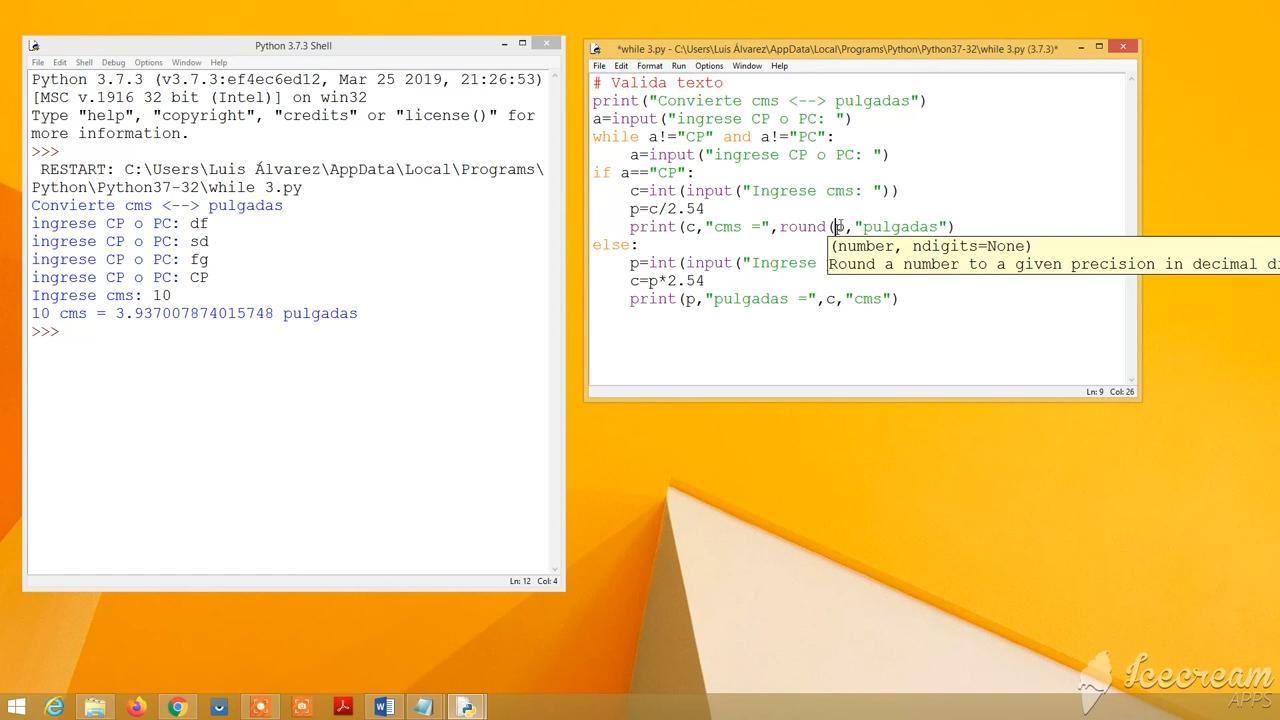 Python 3.7.3 Shell
File Edit Shell Debug Options Window Help
Python 3.7.3 (v3.7.3:ef4ec6ed12, Mar 25 2019, 21:26:53)
[MSC v.1916 32 bit (Intel)] on win32
Type "help", "copyright", "credits" or "license()" for
more information.
>>>
RESTART: C:\Users\Luis Álvarez\AppData\Local\Programs\
Python\Python37-32\while 3.py
Convierte cms <--> pulgadas
ingrese CP o PC: df
ingrese CP o PC: sd
ingrese CP o PC: fg
ingrese CP o PC: CP
Ingrese cms: 10
10 cms = 3.937007874015748 pulgadas
>>>
Ln: 12 Col: 4
*while 3.py - C:\Users\Luis Álvarez\AppData\Local\Programs\Python\Python37-32\while 3.py (3.7.3)*
File Edit Format Run Options Window Help
# Valida texto
print("Convierte cms <--> pulgadas")
a=input("ingrese CP o PC: ")
while a!="CP" and a!="PC":
    a=input("ingrese CP o PC: ")
if a=="CP":
    c=int(input("Ingrese cms: "))
    p=c/2.54
    print(c,"cms =",round(p,"pulgadas")
(number, ndigits=None)
else:
    p=int(input("Ingrese
Round a number to a given precision in decimal di
    c=p*2.54
    print(p,"pulgadas =",c,"cms")
Ln: 9 Col: 26
Icecream
APPS